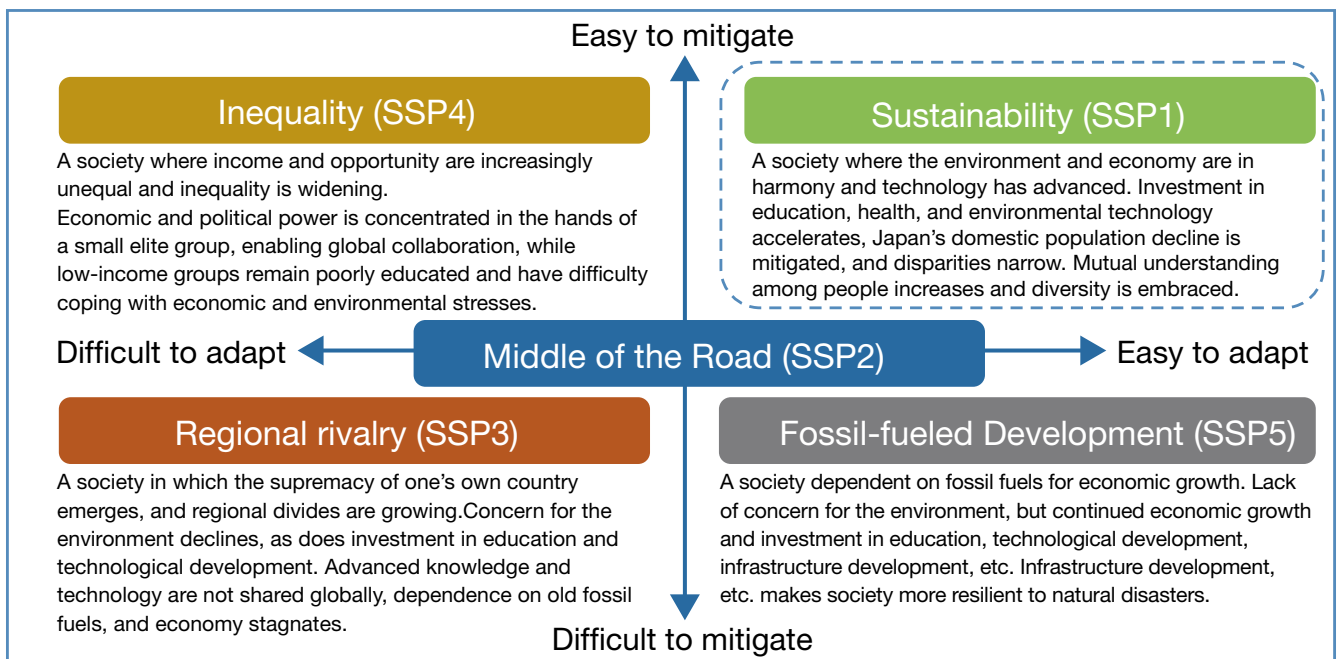 Easy to mitigate
Inequality (SSP4)
A society where income and opportunity are increasingly
unequal and inequality is widening.
Economic and political power is concentrated in the hands of
a small elite group, enabling global collaboration, while
low-income groups remain poorly educated and have difficulty
coping with economic and environmental stresses.
Sustainability (SSP1)
A society where the environment and economy are in
harmony and technology has advanced. Investment in
education, health, and environmental technology
accelerates, Japan's domestic population decline is
mitigated, and disparities narrow. Mutual understanding
among people increases and diversity is embraced.
Difficult to adapt
Middle of the Road (SSP2)
Easy to adapt
Regional rivalry (SSP3)
A society in which the supremacy of one's own country
emerges, and regional divides are growing.Concern for the
environment declines, as does investment in education and
technological development. Advanced knowledge and
technology are not shared globally, dependence on old fossil
fuels, and economy stagnates.
Fossil-fueled Development (SSP5)
A society dependent on fossil fuels for economic growth. Lack
of concern for the environment, but continued economic growth
and investment in education, technological development,
infrastructure development, etc. Infrastructure development,
etc. makes society more resilient to natural disasters.
Difficult to mitigate